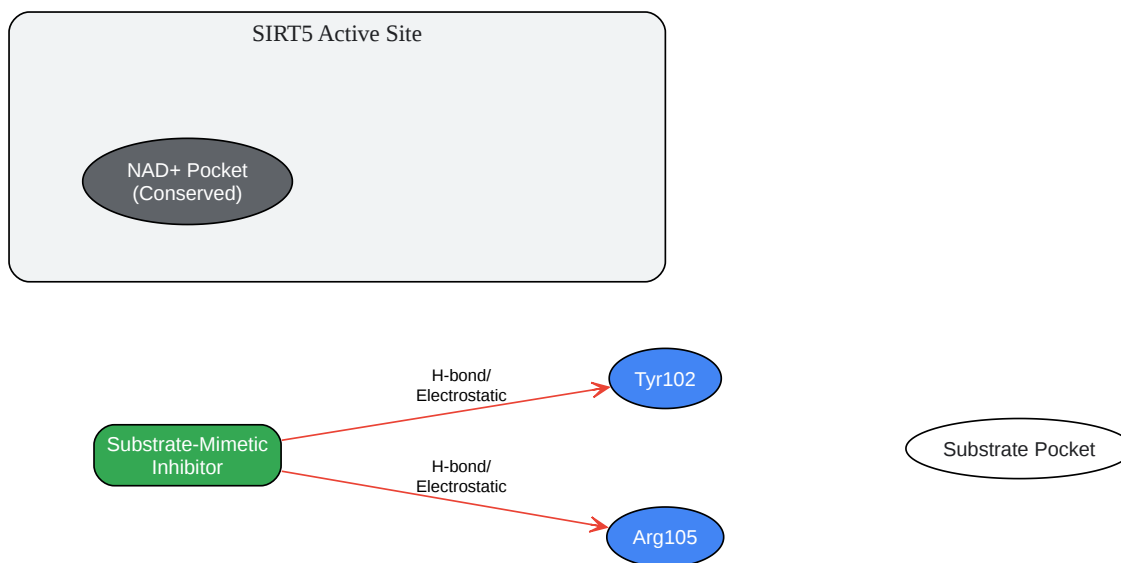 SIRT5 Active Site
NAD+ Pocket
(Conserved)
H-bond/
Electrostatic
Tyr102
Substrate-Mimetic
Inhibitor
Substrate Pocket
H-bond/
Electrostatic
Arg105